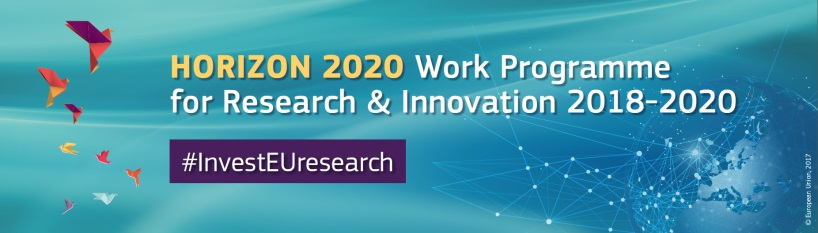 HORIZON 2020 Work Programme
for Research & Innovation 2018-2020
#InvestEUresearch
© European Union, 2017